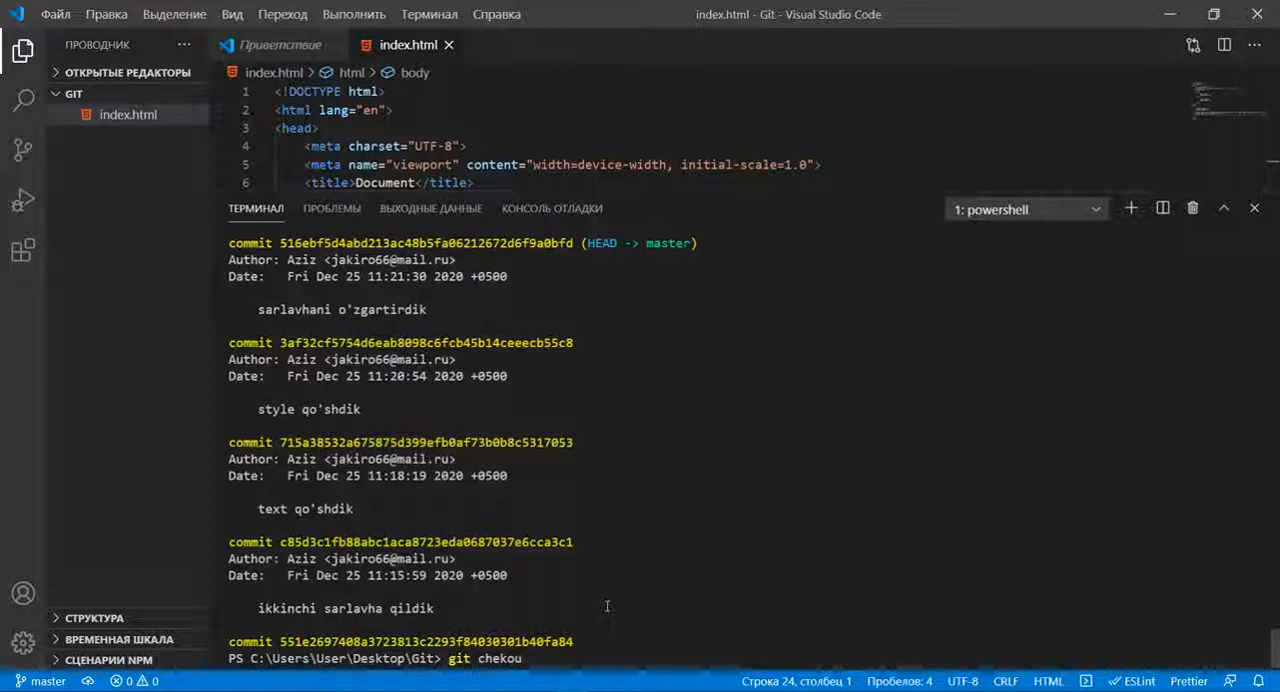 Файл Правка Выделение Вид Переход Выполнить Терминал Справка index.html - Git - Visual Studio Code
ПРОВОДНИК ··· Приветствие index.html
ОТКРЫТЫЕ РЕДАКТОРЫ index.html > html > body
GIT
index.html
1 <!DOCTYPE html>
2 <html lang="en">
3 <head>
4 <meta charset="UTF-8">
5 <meta name="viewport" content="width=device-width, initial-scale=1.0">
6 <title>Document</title>
ТЕРМИНАЛ ПРОБЛЕМЫ ВЫХОДНЫЕ ДАННЫЕ КОНСОЛЬ ОТЛАДКИ 1: powershell
commit 516ebf5d4abd213ac48b5fa06212672d6f9a0bfd (HEAD -> master)
Author: Aziz <jakiro66@mail.ru>
Date: Fri Dec 25 11:21:30 2020 +0500
sarlavhani o'zgartirdik
commit 3af32cf5754d6eab8098c6fcb45b14ceeecb55c8
Author: Aziz <jakiro66@mail.ru>
Date: Fri Dec 25 11:20:54 2020 +0500
style qo'shdik
commit 715a38532a675875d399efb0af73b0b8c5317053
Author: Aziz <jakiro66@mail.ru>
Date: Fri Dec 25 11:18:19 2020 +0500
text qo'shdik
commit c85d3c1fb88abc1aca8723eda0687037e6cca3c1
Author: Aziz <jakiro66@mail.ru>
Date: Fri Dec 25 11:15:59 2020 +0500
ikkinchi sarlavha qildik
commit 551e2697408a3723813c2293f84030301b40fa84
PS C:\Users\User\Desktop\Git> git chekou
СТРУКТУРА
ВРЕМЕННАЯ ШКАЛА
СЦЕНАРИИ NPM
master 0 0 Строка 24, столбец 1 Пробелов: 4 UTF-8 CRLF HTML ESLint Prettier